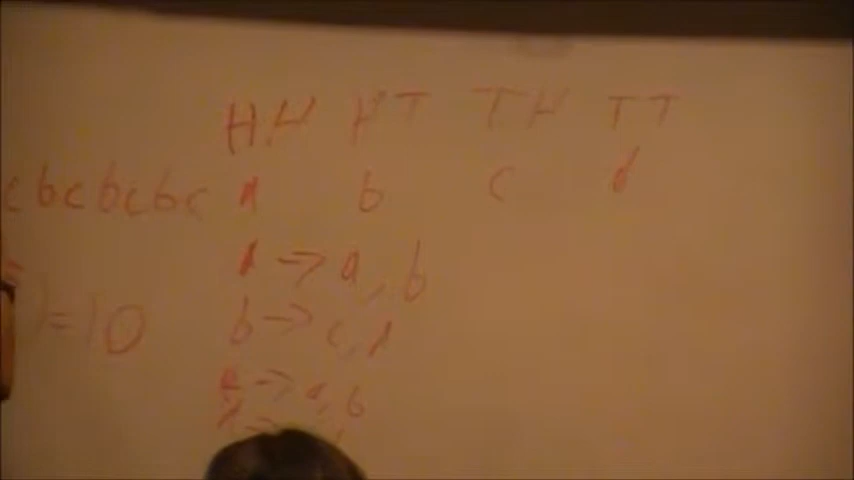 HH HT TH TT
cbcbcbc a b c d
a → a, b
b → c, d
= 10
c → a, b